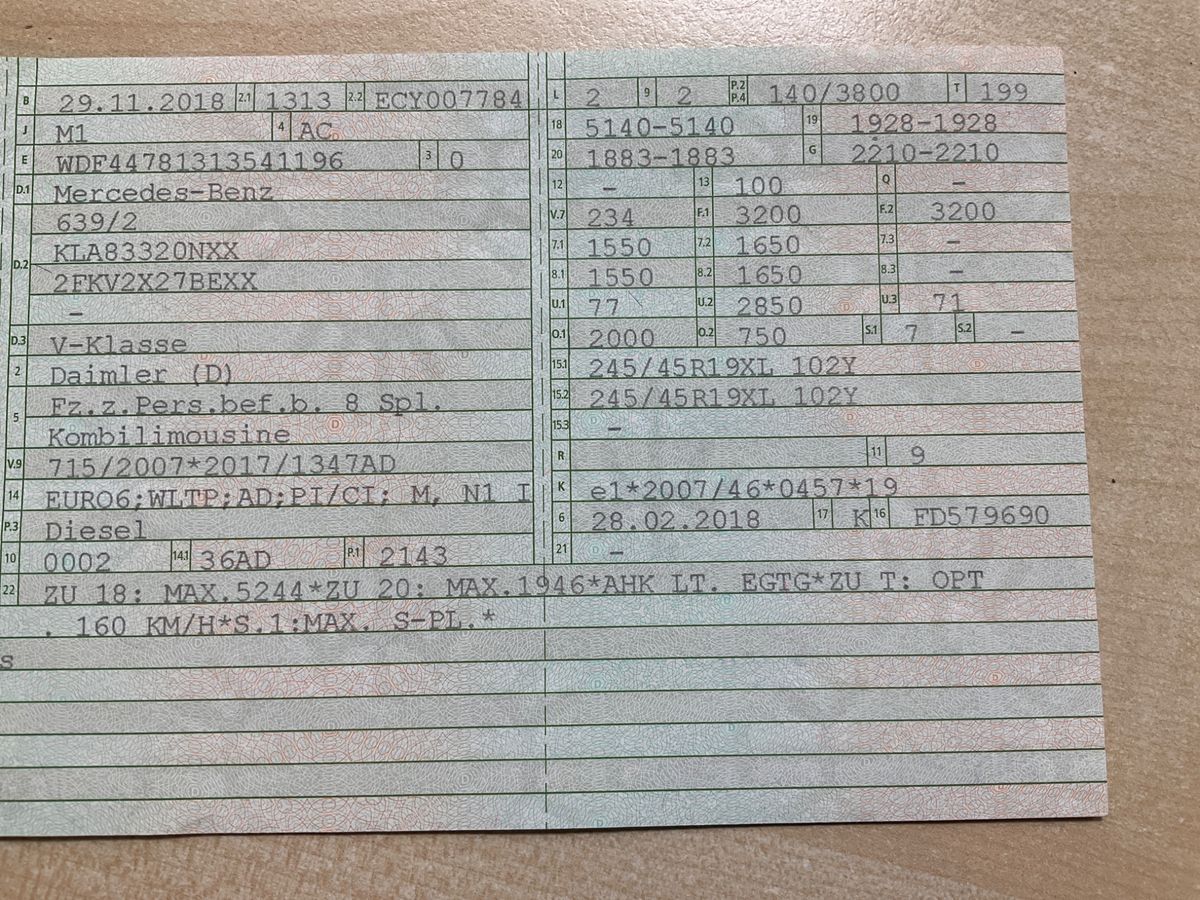 B 29.11.2018 2.1 1313 2.2 ECY007784
J M1 4 AC
E WDF44781313541196 3 0
D.1 Mercedes-Benz
639/2
D.2 KLA83320NXX
2FKV2X27BEXX
–
D.3 V-Klasse
2 Daimler (D)
5 Fz.z.Pers.bef.b. 8 Spl.
Kombilimousine
V.9 715/2007*2017/1347AD
14 EURO6;WLTP;AD;PI/CI; M, N1 I
P.3 Diesel
10 0002 14.1 36AD P.1 2143
L 2 9 2 P.2 P.4 140/3800 T 199
18 5140-5140 19 1928-1928
20 1883-1883 G 2210-2210
12 – 13 100 Q –
V.7 234 F.1 3200 F.2 3200
7.1 1550 7.2 1650 7.3 –
8.1 1550 8.2 1650 8.3 –
U.1 77 U.2 2850 U.3 71
O.1 2000 O.2 750 S.1 7 S.2 –
15.1 245/45R19XL 102Y
15.2 245/45R19XL 102Y
15.3 –
R 11 9
K e1*2007/46*0457*19
6 28.02.2018 17 K 16 FD579690
21 –
22 ZU 18: MAX.5244*ZU 20: MAX.1946*AHK LT. EGTG*ZU T: OPT
. 160 KM/H*S.1:MAX. S-PL.*
s